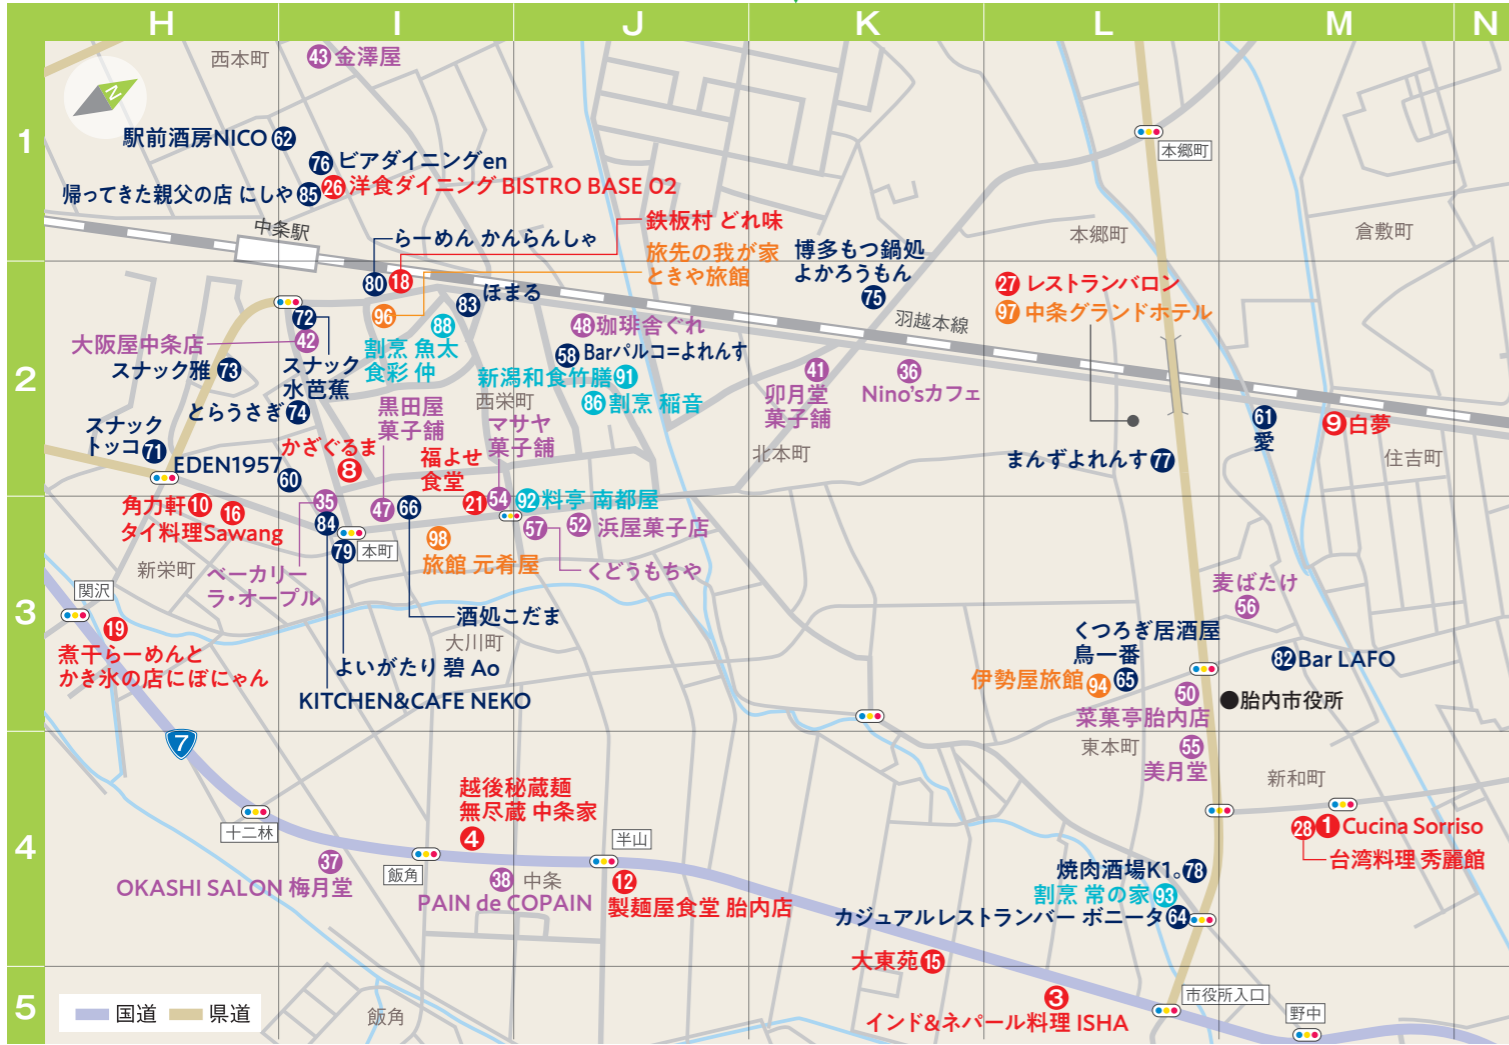 H I J K L M N
1
2
3
4
5
N
西本町
43 金澤屋
駅前酒房NICO 62
76 ビアダイニングen
26 洋食ダイニング BISTRO BASE 02
帰ってきた親父の店 にしや 85
中条駅
らーめん かんらんしゃ
80
18
鉄板村 どれ味
旅先の我が家
ときや旅館
96
博多もつ鍋処
よかろうもん
75
本郷町
本郷町
倉敷町
27 レストランバロン
97 中条グランドホテル
羽越本線
83 ほまる
72
42
大阪屋中条店
スナック雅 73
スナック
水芭蕉
88
割烹 魚太
食彩 仲
48 珈琲舎ぐれ
58 Barパルコ=よれんす
新潟和食竹膳 91
86 割烹 稲音
西栄町
41
卯月堂
菓子舗
36
Nino'sカフェ
61
愛
9 白夢
住吉町
とらうさぎ 74
黒田屋
菓子舗
マサヤ
菓子舗
スナック
トッコ 71
EDEN1957
60
かざぐるま
8
福よせ
食堂
21
54
92 料亭 南都屋
北本町
まんずよれんす 77
角力軒 10
16
タイ料理Sawang
35
84
47
66
79
本町
98
旅館 元肴屋
57
52 浜屋菓子店
くどうもちや
新栄町
ベーカリー
ラ・オープル
関沢
19
煮干らーめんと
かき氷の店にぼにゃん
酒処こだま
大川町
よいがたり 碧 Ao
KITCHEN&CAFE NEKO
麦ばたけ
56
くつろぎ居酒屋
鳥一番
82 Bar LAFO
伊勢屋旅館 94
65
50
菜菓亭胎内店
胎内市役所
7
東本町
55
美月堂
新和町
越後秘蔵麺
無尽蔵 中条家
4
十二林
37
OKASHI SALON 梅月堂
飯角
38
PAIN de COPAIN
中条
半山
12
製麺屋食堂 胎内店
28
1 Cucina Sorriso
台湾料理 秀麗館
焼肉酒場K1。78
割烹 常の家 93
カジュアルレストランバー ボニータ 64
大東苑 15
3
インド&ネパール料理 ISHA
市役所入口
野中
飯角
国道 県道